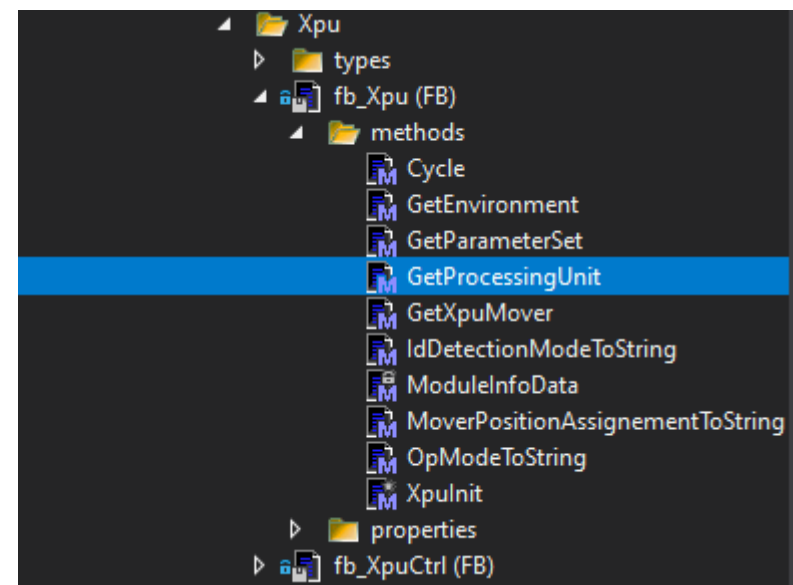 Xpu
types
fb_Xpu (FB)
methods
Cycle
GetEnvironment
GetParameterSet
GetProcessingUnit
GetXpuMover
IdDetectionModeToString
ModuleInfoData
MoverPositionAssignementToString
OpModeToString
XpuInit
properties
fb_XpuCtrl (FB)